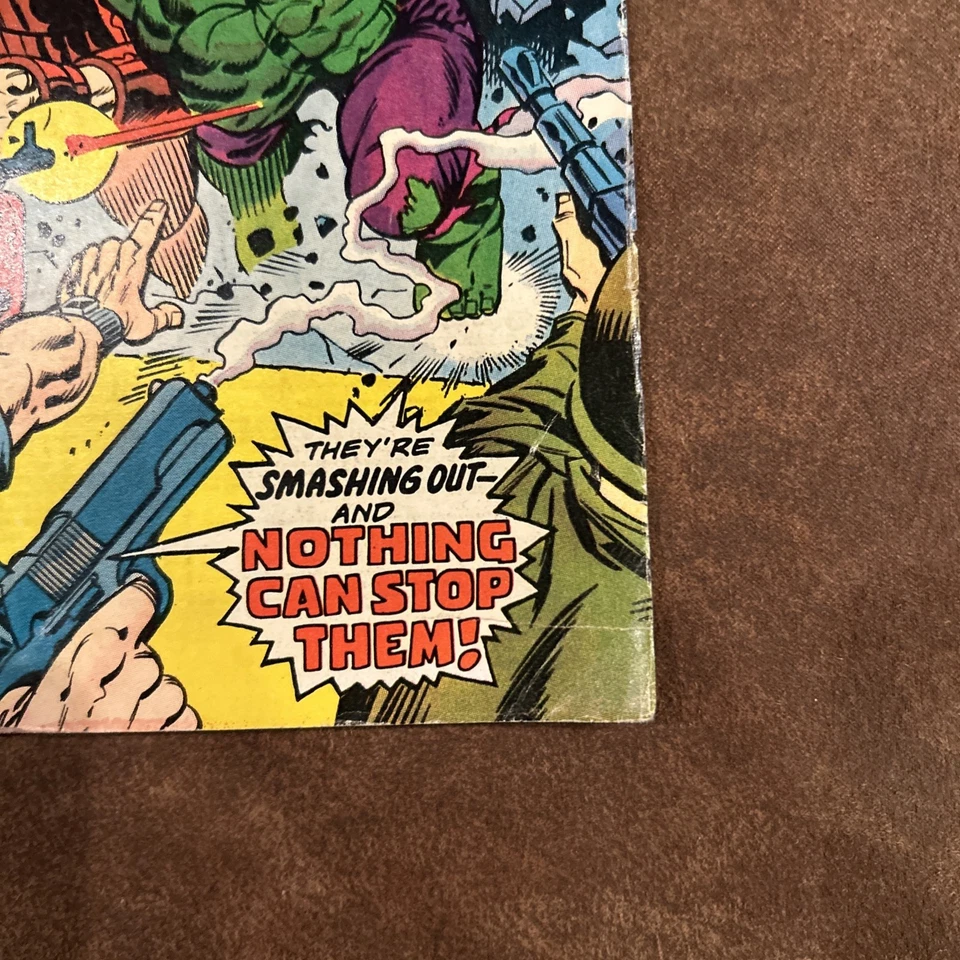 THEY'RE
SMASHING OUT—
AND
NOTHING
CAN STOP
THEM!